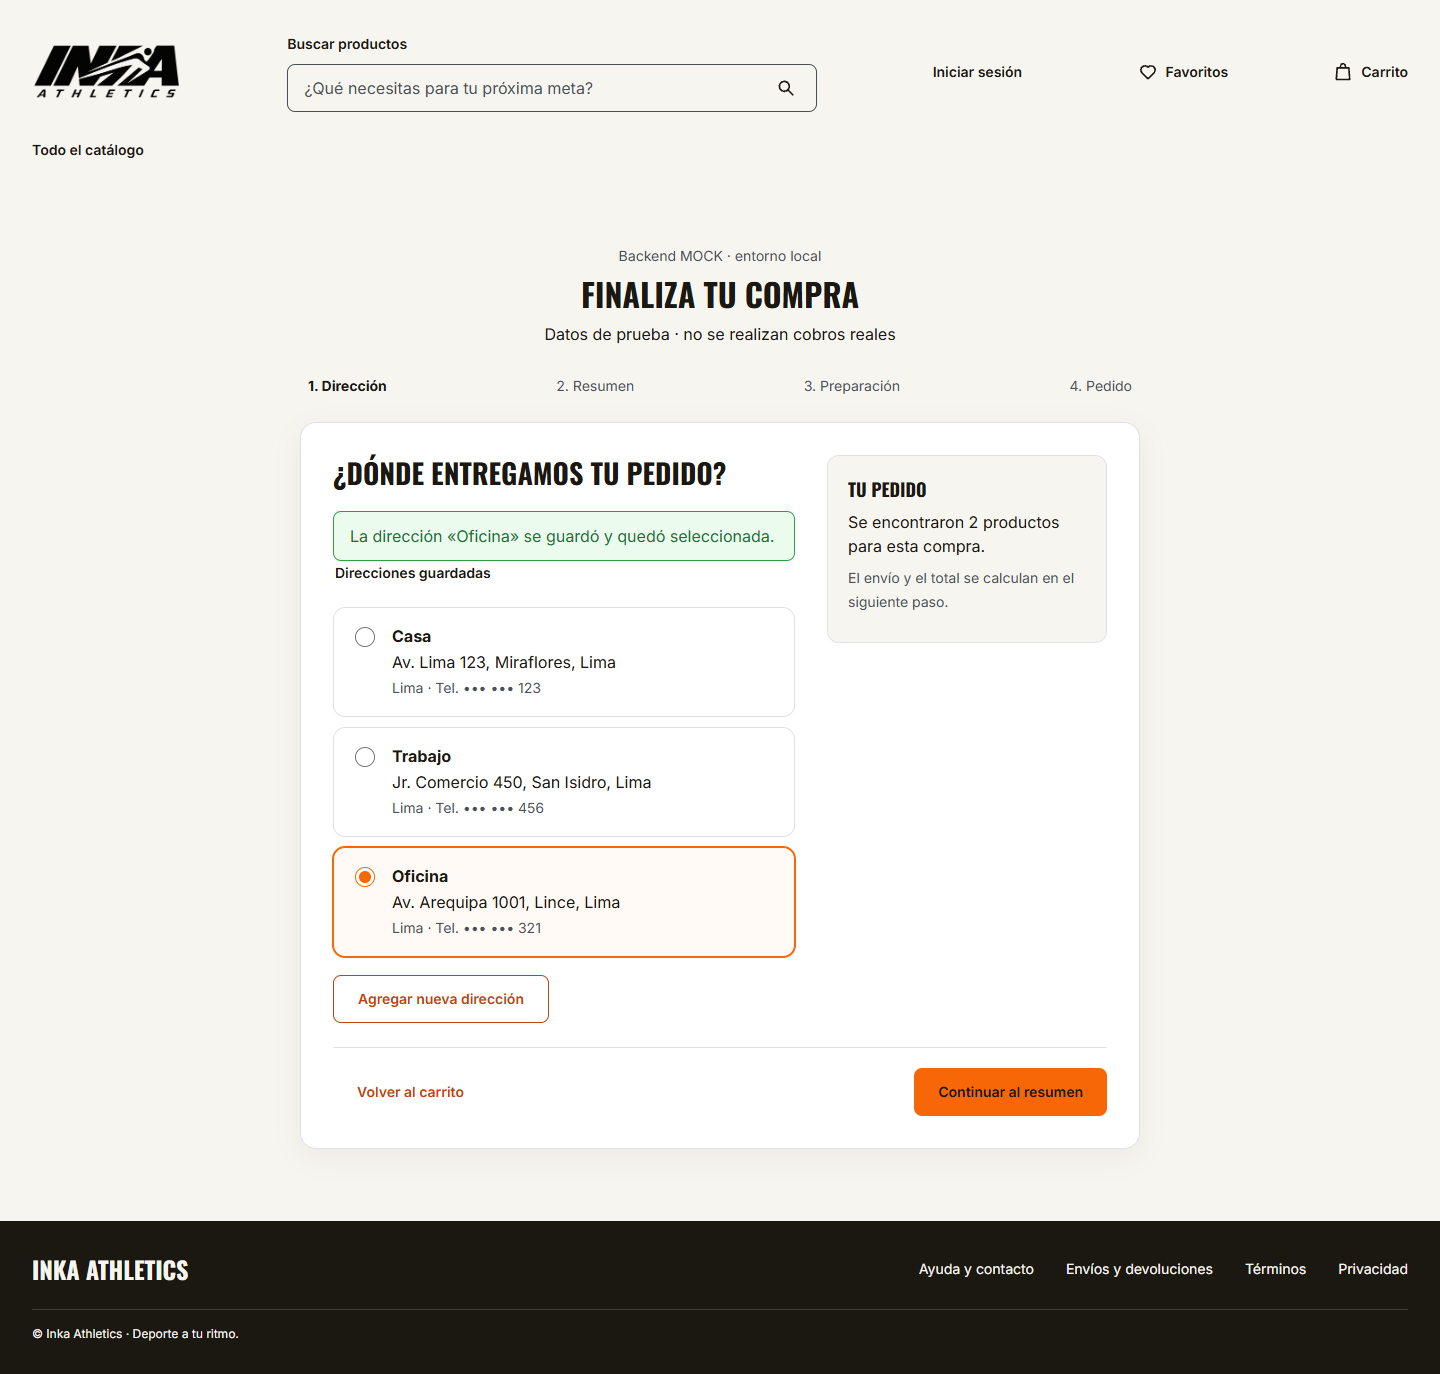 INKA
ATHLETICS
Buscar productos
¿Qué necesitas para tu próxima meta?
Iniciar sesión
Favoritos
Carrito
Todo el catálogo
Backend MOCK · entorno local
FINALIZA TU COMPRA
Datos de prueba · no se realizan cobros reales
1. Dirección
2. Resumen
3. Preparación
4. Pedido
¿DÓNDE ENTREGAMOS TU PEDIDO?
La dirección «Oficina» se guardó y quedó seleccionada.
Direcciones guardadas
Casa
Av. Lima 123, Miraflores, Lima
Lima · Tel. ••• ••• 123
Trabajo
Jr. Comercio 450, San Isidro, Lima
Lima · Tel. ••• ••• 456
Oficina
Av. Arequipa 1001, Lince, Lima
Lima · Tel. ••• ••• 321
Agregar nueva dirección
TU PEDIDO
Se encontraron 2 productos
para esta compra.
El envío y el total se calculan en el
siguiente paso.
Volver al carrito
Continuar al resumen
INKA ATHLETICS
Ayuda y contacto
Envíos y devoluciones
Términos
Privacidad
© Inka Athletics · Deporte a tu ritmo.